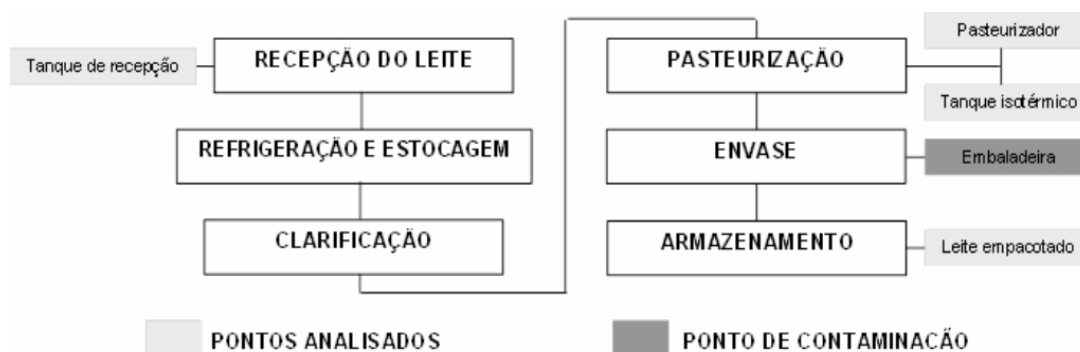 Tanque de recepção
RECEPÇÃO DO LEITE
REFRIGERAÇÃO E ESTOCAGEM
CLARIFICAÇÃO
PASTEURIZAÇÃO
Pasteurizador
Tanque isotérmico
ENVASE
Embaladeira
ARMAZENAMENTO
Leite empacotado
PONTOS ANALISADOS
PONTO DE CONTAMINAÇÃO